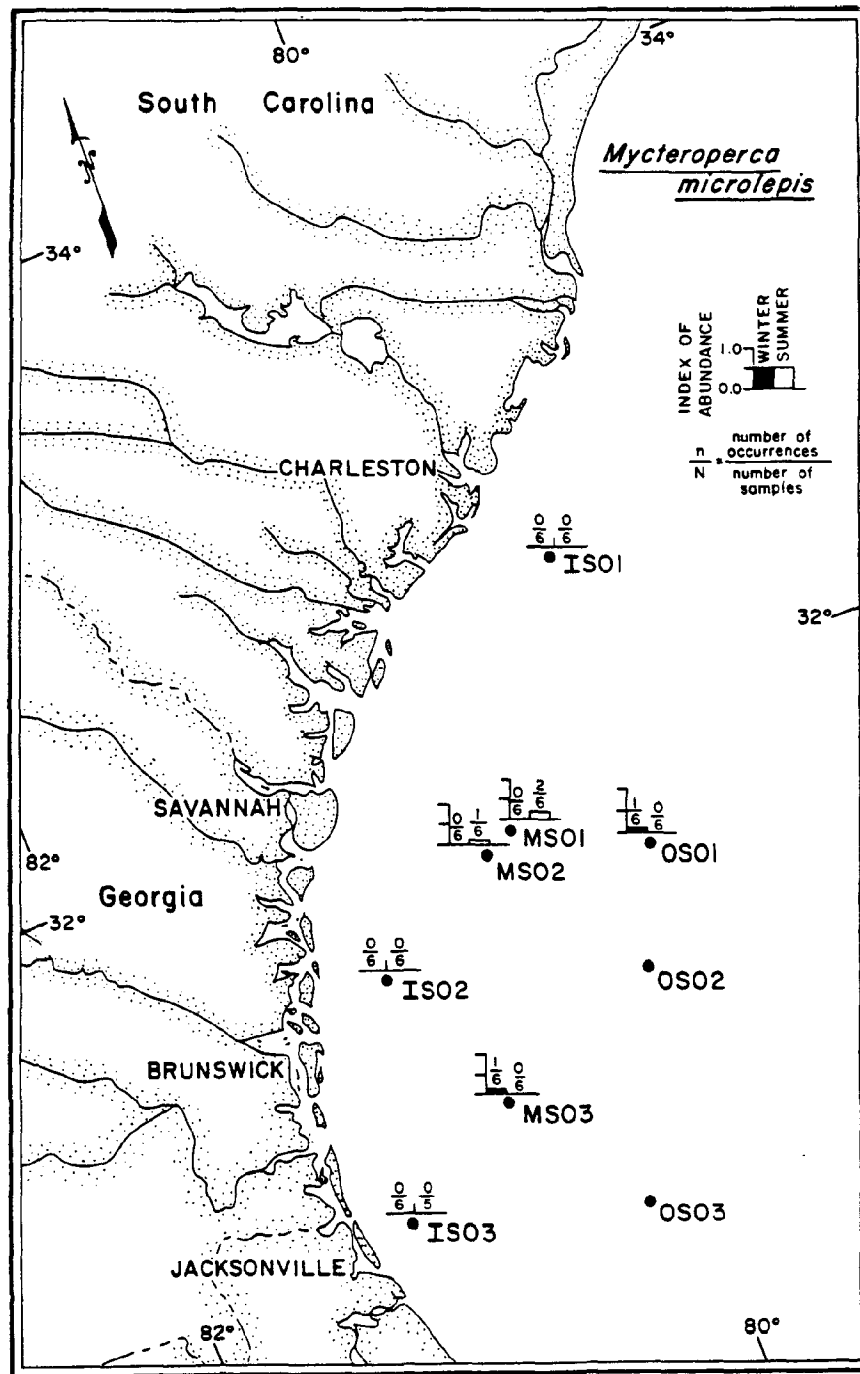 80°
34°
South Carolina
N
Mycteroperca
microlepis
34°
INDEX OF
ABUNDANCE
1.0
0.0
WINTER
SUMMER
n
N
=
number of
occurrences
number of
samples
CHARLESTON
0/6 0/6
IS01
32°
SAVANNAH
0/6 2/6
MS01
0/6 1/6
MS02
1/6 0/6
OS01
82°
Georgia
32°
0/6 0/6
IS02
OS02
BRUNSWICK
1/6 0/6
MS03
0/6 0/5
IS03
OS03
JACKSONVILLE
82°
80°